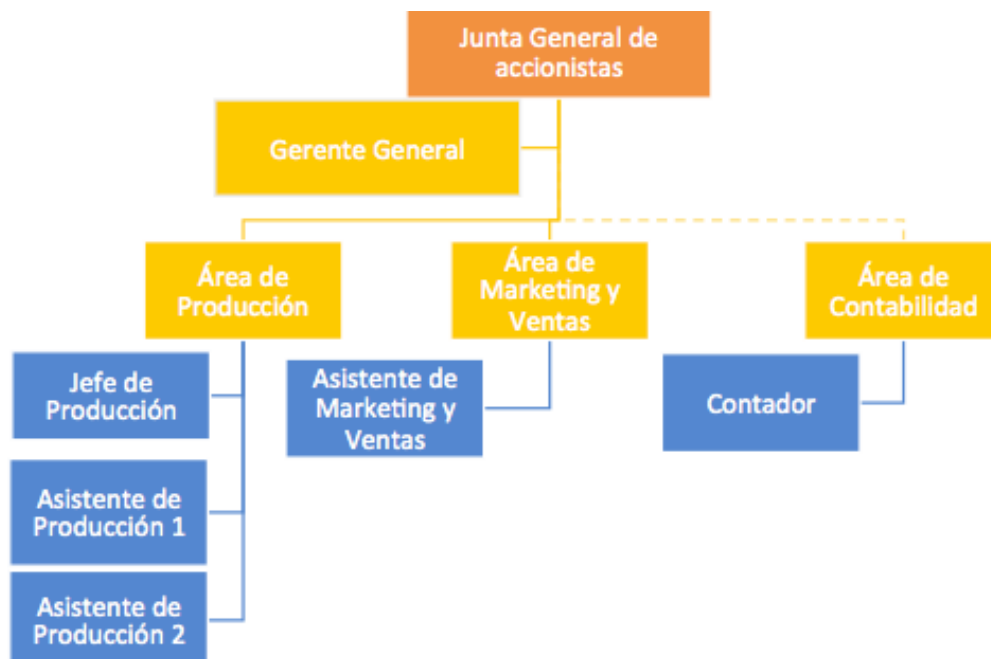 Junta General de
accionistas
Gerente General
Área de
Producción
Área de
Marketing y
Ventas
Área de
Contabilidad
Jefe de
Producción
Asistente de
Marketing y
Ventas
Contador
Asistente de
Producción 1
Asistente de
Producción 2